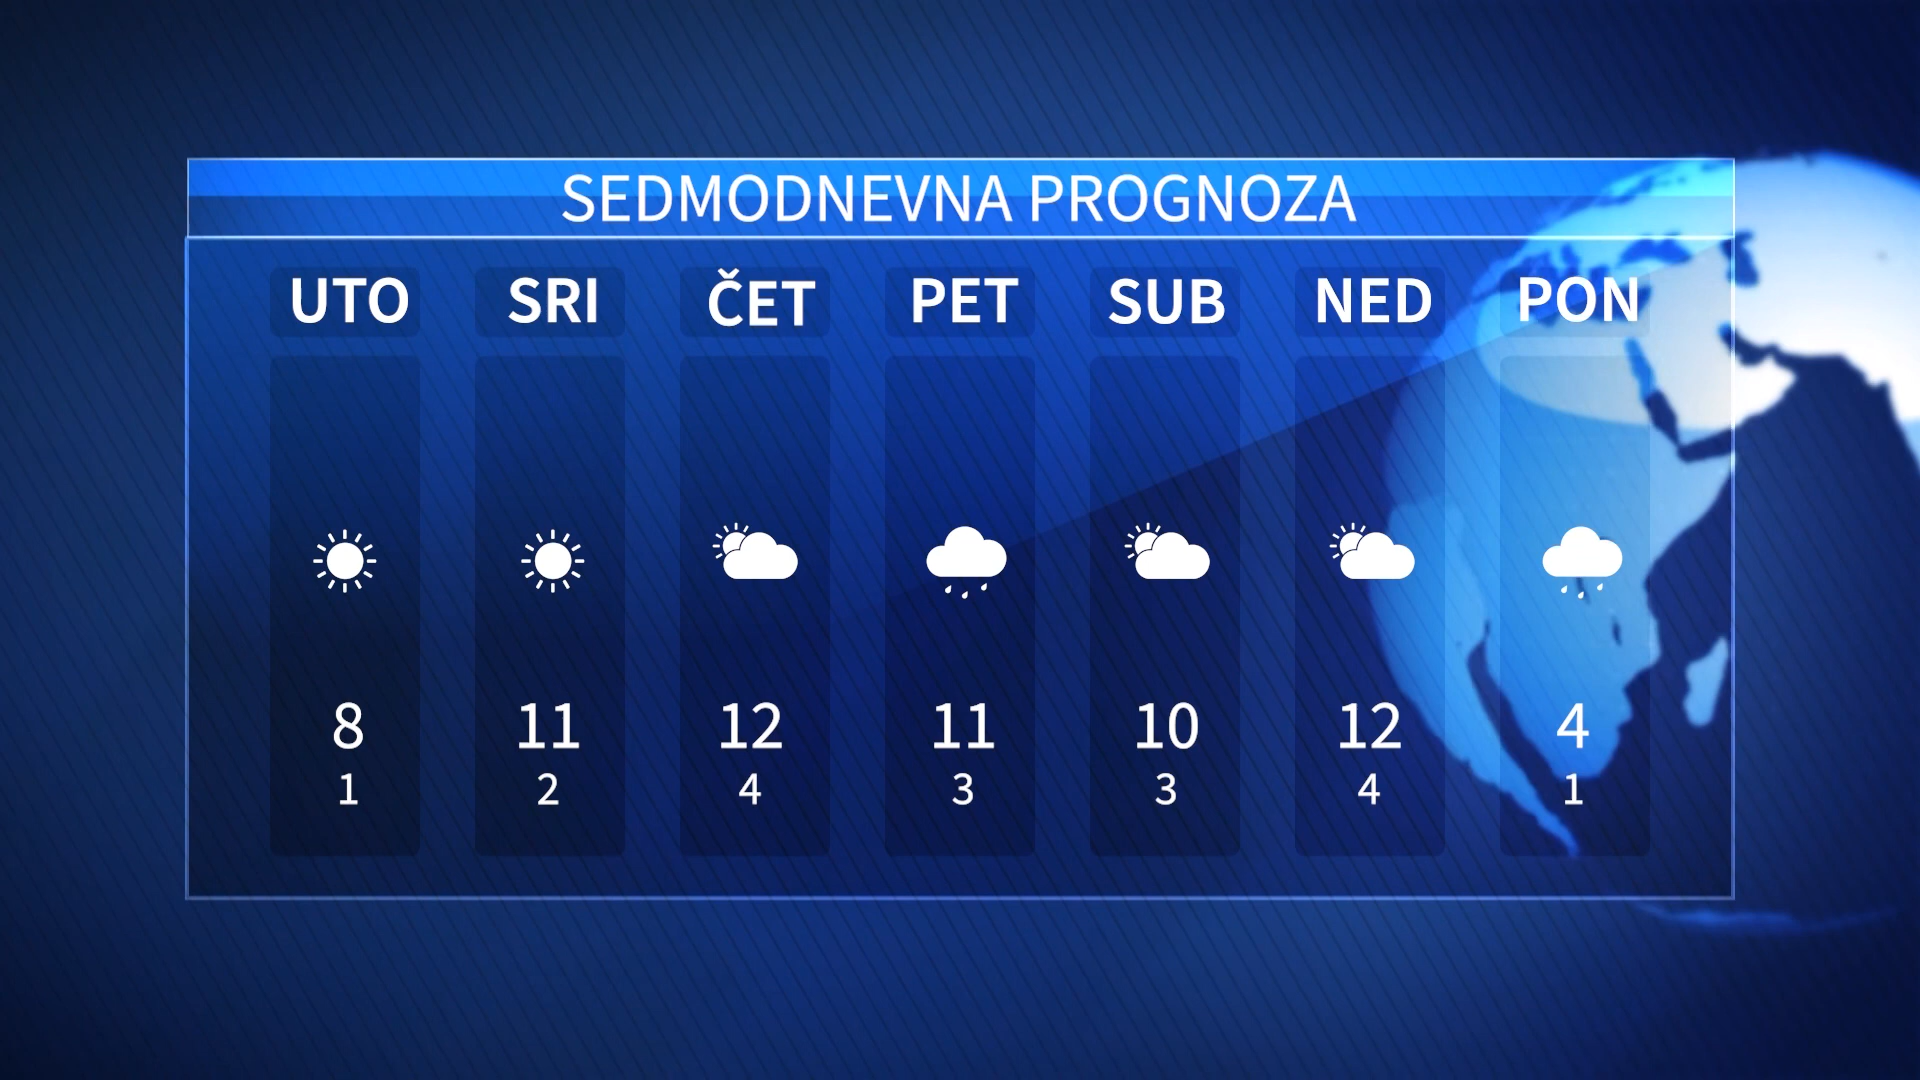 SEDMODNEVNA PROGNOZA
UTO SRI ČET PET SUB NED PON
8 11 12 11 10 12 4
1 2 4 3 3 4 1